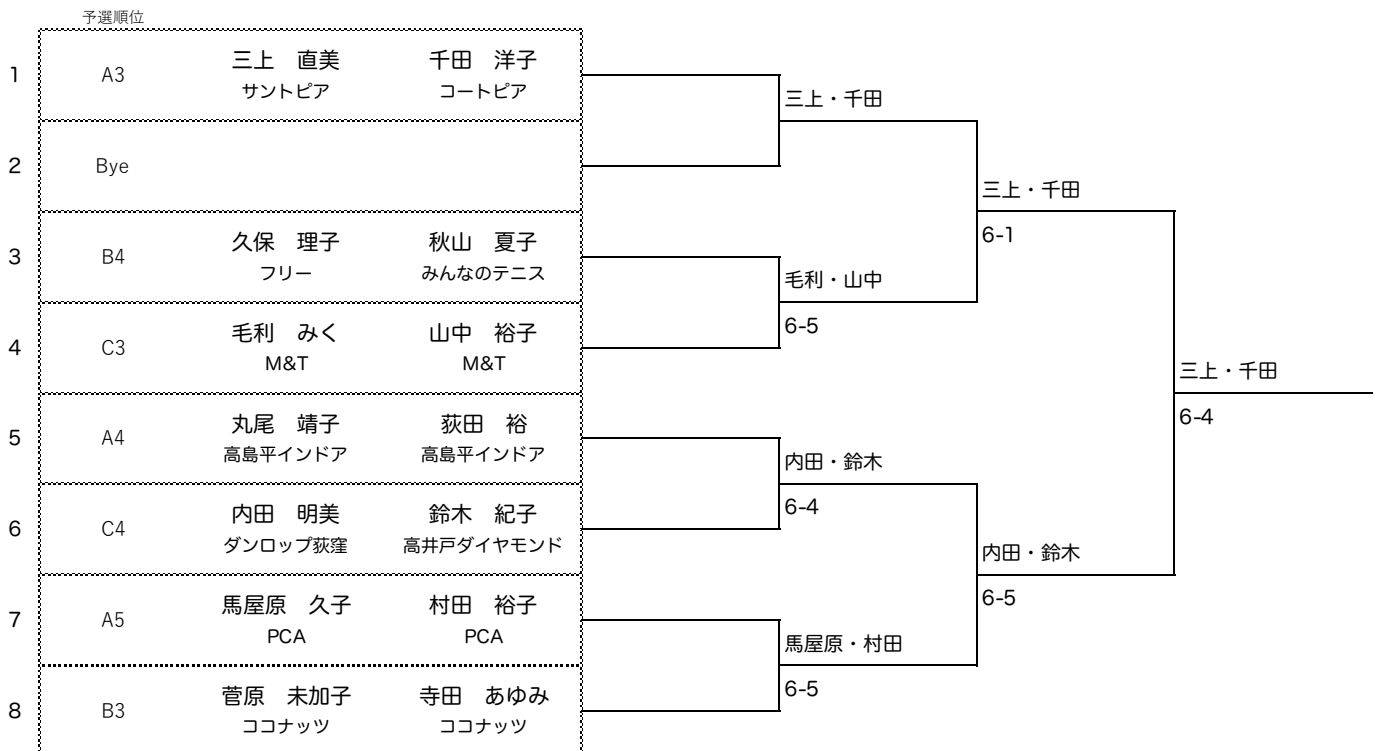 予選順位
1 A3 三上　直美 千田　洋子
サントピア コートピア
三上・千田
2 Bye
三上・千田
6-1
3 B4 久保　理子 秋山　夏子
フリー みんなのテニス
毛利・山中
6-5
4 C3 毛利　みく 山中　裕子
M&T M&T
三上・千田
6-4
5 A4 丸尾　靖子 荻田　裕
高島平インドア 高島平インドア
内田・鈴木
6-4
6 C4 内田　明美 鈴木　紀子
ダンロップ荻窪 高井戸ダイヤモンド
内田・鈴木
6-5
7 A5 馬屋原　久子 村田　裕子
PCA PCA
馬屋原・村田
6-5
8 B3 菅原　未加子 寺田　あゆみ
ココナッツ ココナッツ